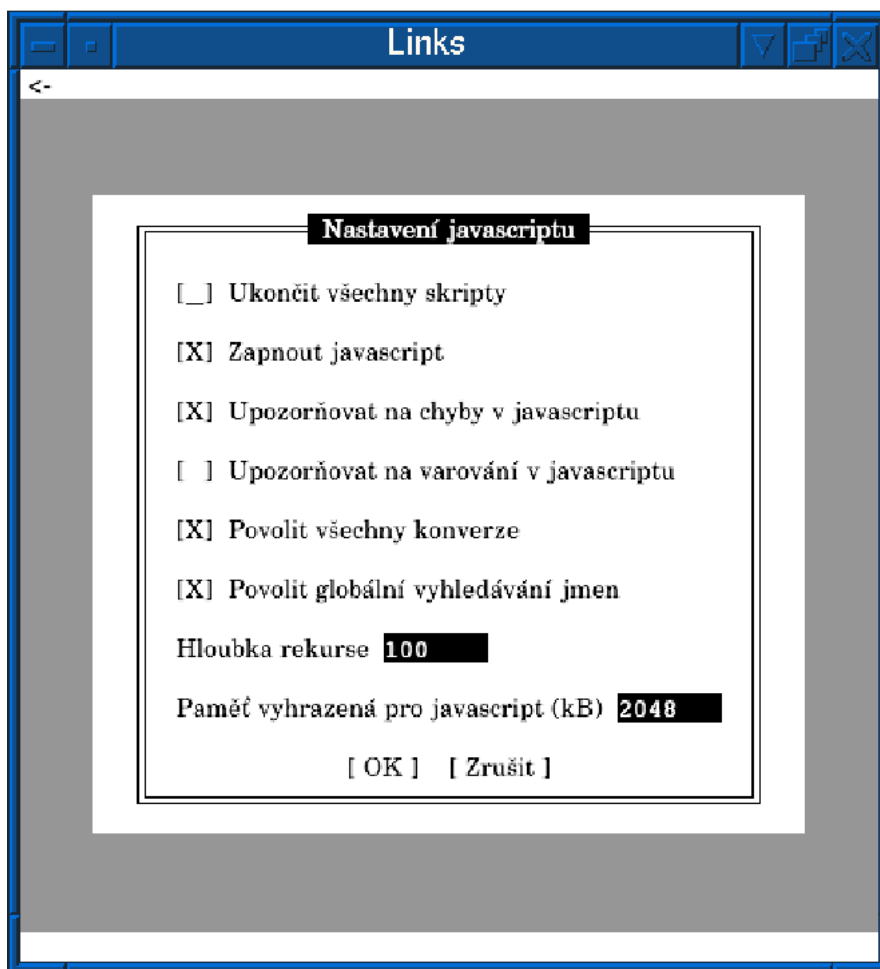 Links
<-
Nastavení javascriptu
[_] Ukončit všechny skripty
[X] Zapnout javascript
[X] Upozorňovat na chyby v javascriptu
[ ] Upozorňovat na varování v javascriptu
[X] Povolit všechny konverze
[X] Povolit globální vyhledávání jmen
Hloubka rekurse 100
Paměť vyhrazená pro javascript (kB) 2048
[ OK ] [ Zrušit ]